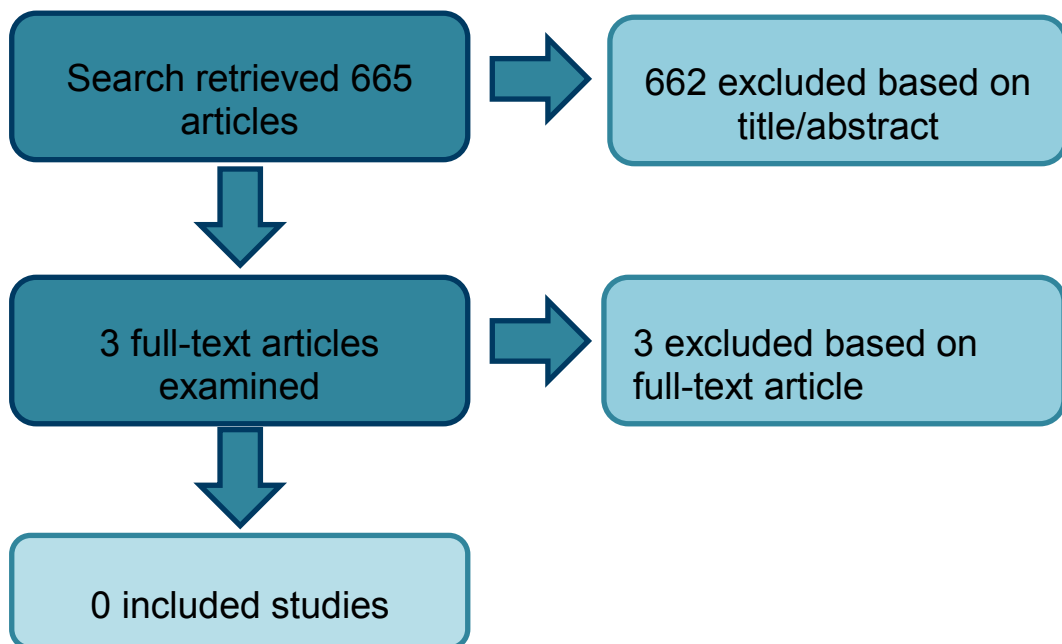 Search retrieved 665
articles
662 excluded based on
title/abstract
3 full-text articles
examined
3 excluded based on
full-text article
0 included studies